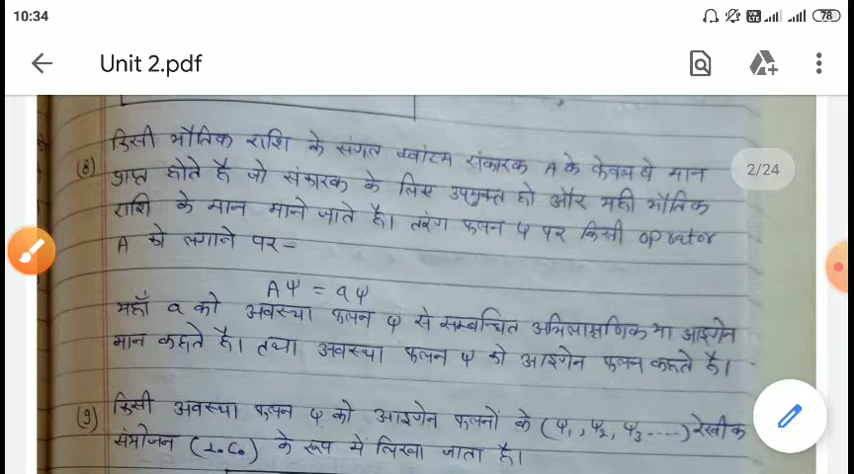 10:34
78
Unit 2.pdf
2/24
(8) किसी भौतिक राशि के संगत क्वांटम संकारक A के केवल वे मान
प्राप्त होते है जो संकारक के लिए उपयुक्त हो और यही भौतिक
राशि के मान माने जाते है। तरंग फलन ψ पर किसी oprator
A को लगाने पर -
Aψ = aψ
यहाँ a को अवस्था फलन ψ से सम्बन्धित अभिलाक्षणिक या आइगेन
मान कहते है। तथा अवस्था फलन ψ को आइगेन फलन कहते है।
(9) किसी अवस्था फलन ψ को आइगेन फलनों के (ψ1, ψ2, ψ3 ----) रेखीक
संयोजन (L.C.) के रूप में लिखा जाता है।